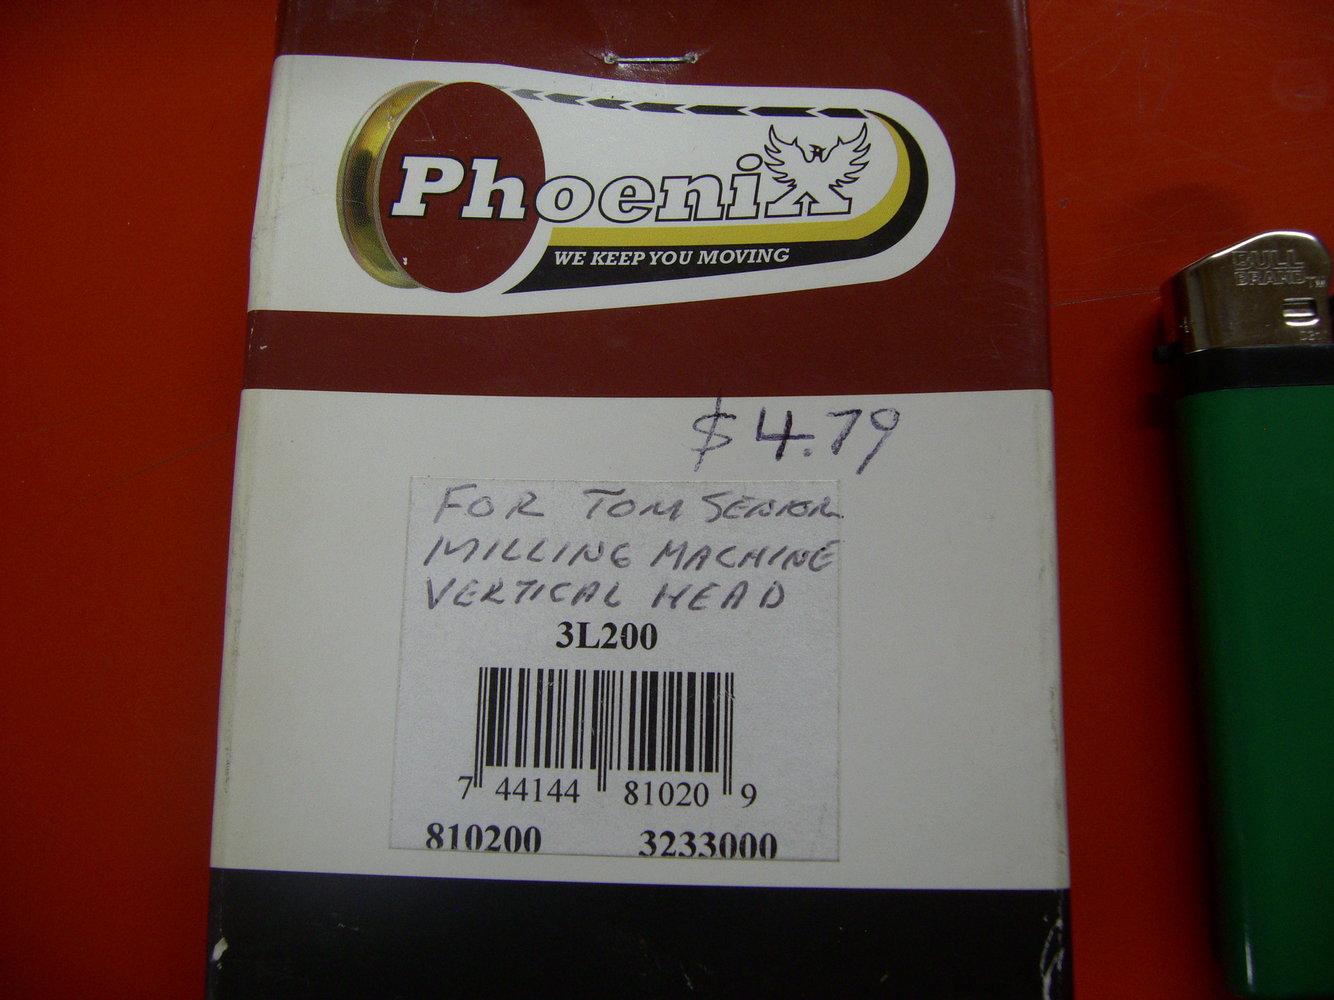 Phoenix
WE KEEP YOU MOVING
$4.79
FOR TOM SENIOR
MILLING MACHINE
VERTICAL HEAD
3L200
7 44144 81020 9
810200 3233000
BULL
BRAND™